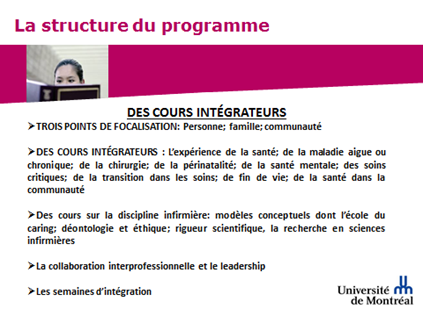 La structure du programme
DES COURS INTÉGRATEURS
➢TROIS POINTS DE FOCALISATION: Personne; famille; communauté
➢DES COURS INTÉGRATEURS : L'expérience de la santé; de la maladie aigue ou
chronique; de la chirurgie; de la périnatalité; de la santé mentale; des soins
critiques; de la transition dans les soins; de fin de vie; de la santé dans la
communauté
➢Des cours sur la discipline infirmière: modèles conceptuels dont l'école du
caring; déontologie et éthique; rigueur scientifique, la recherche en sciences
infirmières
➢La collaboration interprofessionnelle et le leadership
➢Les semaines d'intégration
Université
de Montréal